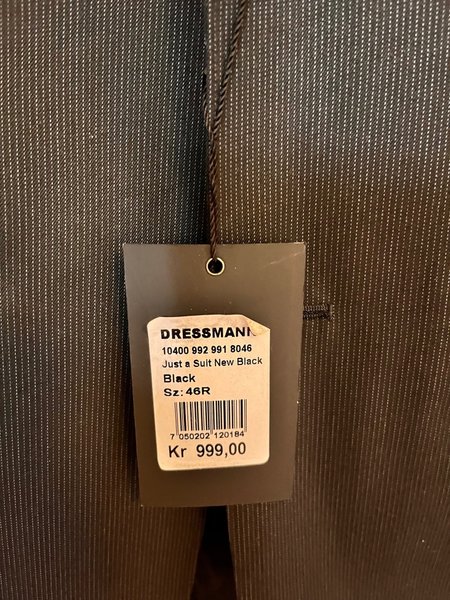 DRESSMANN
10400 992 991 8046
Just a Suit New Black
Black
Sz: 46R
7 050202 120184
Kr 999,00